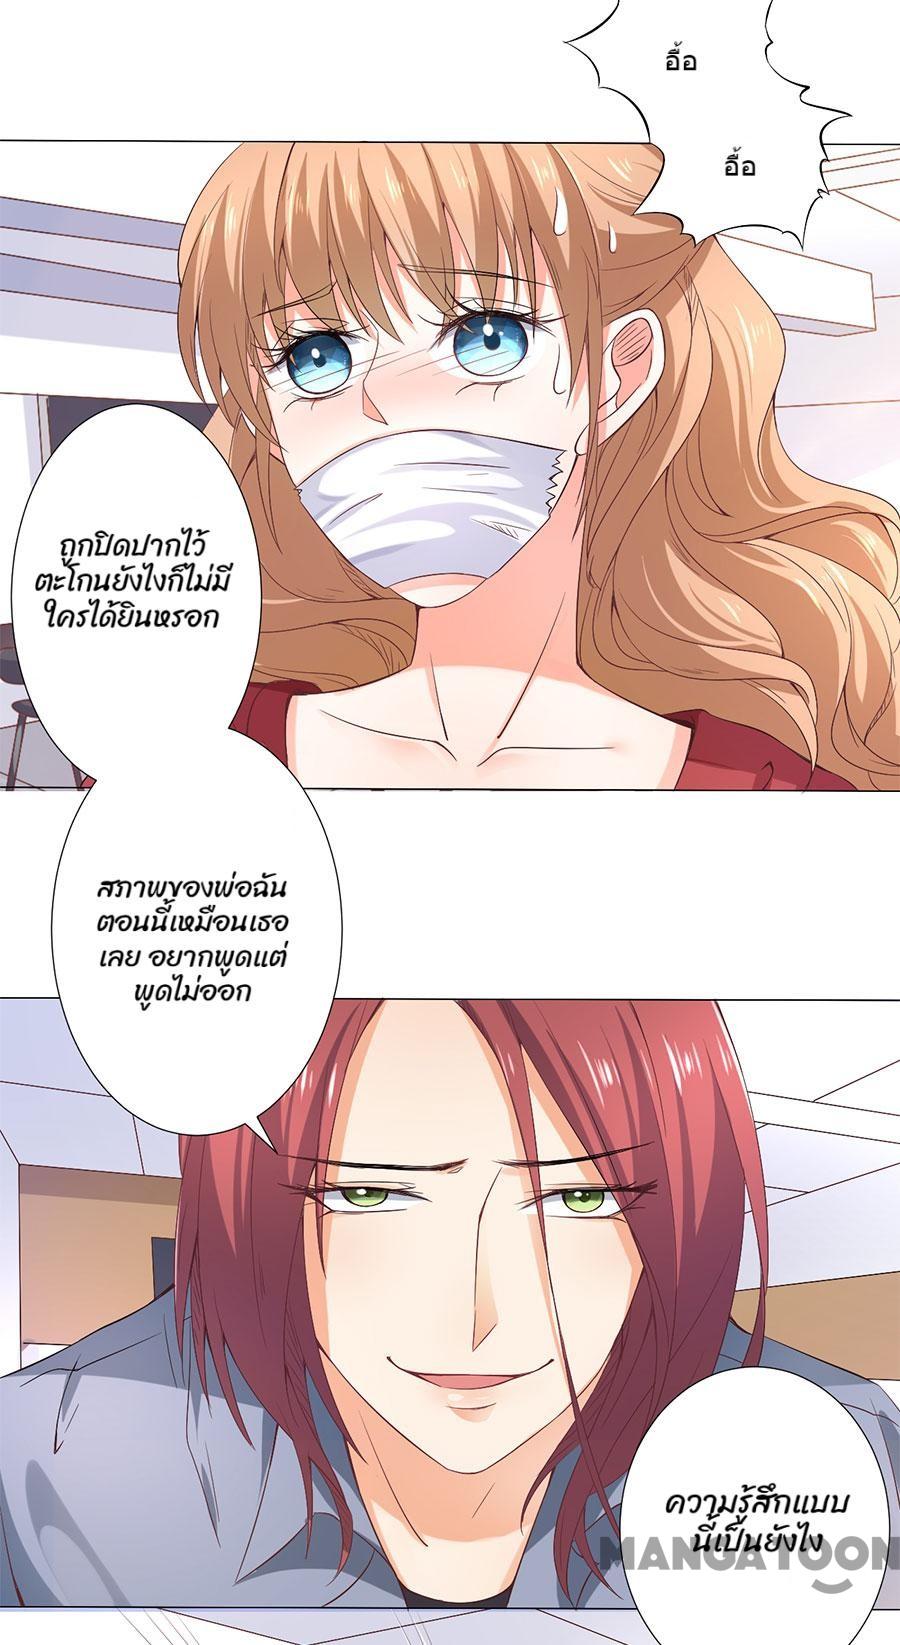 อื้อ
อื้อ
ถูกปิดปากไว้
ตะโกนยังไงก็ไม่มี
ใครได้ยินหรอก
สภาพของพ่อฉัน
ตอนนี้เหมือนเธอ
เลย อยากพูดแต่
พูดไม่ออก
ความรู้สึกแบบ
นี้เป็นยังไง
MANGATOON